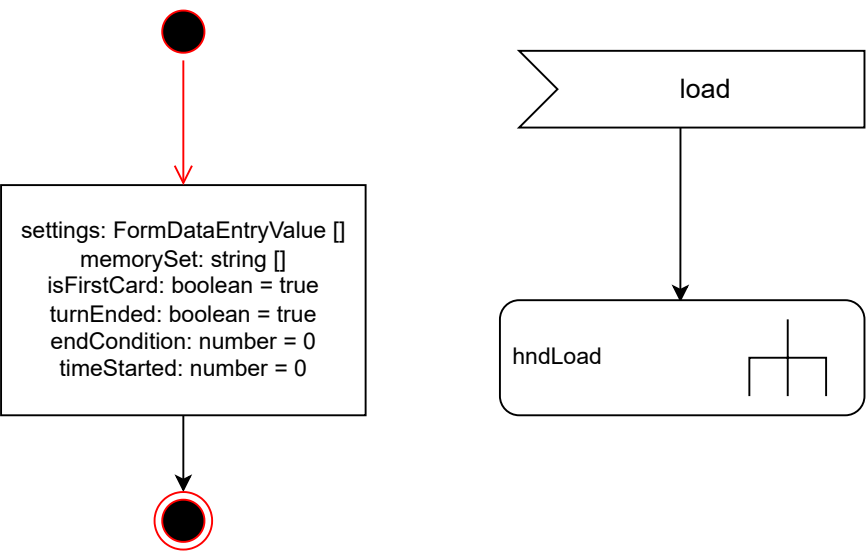 load
settings: FormDataEntryValue []
memorySet: string []
isFirstCard: boolean = true
turnEnded: boolean = true
endCondition: number = 0
timeStarted: number = 0
hndLoad